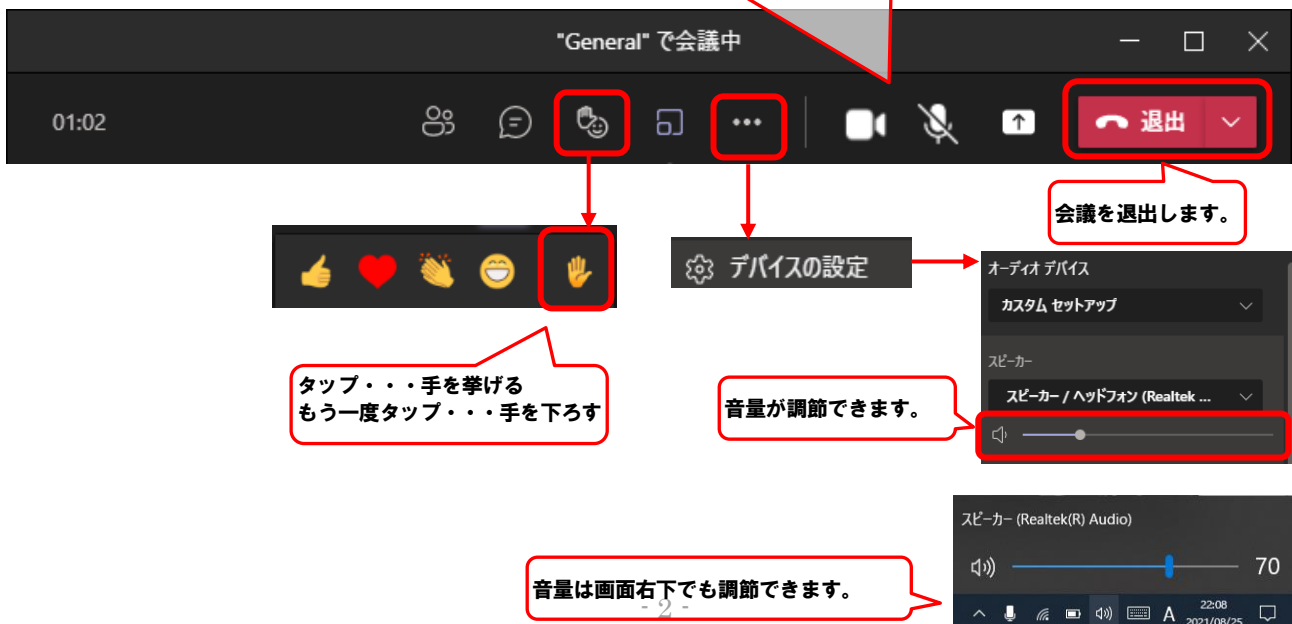 "General" で会議中
01:02
退出
会議を退出します。
デバイスの設定
オーディオ デバイス
カスタム セットアップ
スピーカー
スピーカー / ヘッドフォン (Realtek ...
タップ・・・手を挙げる
もう一度タップ・・・手を下ろす
音量が調節できます。
スピーカー (Realtek(R) Audio)
70
音量は画面右下でも調節できます。
- 2 -
A
22:08
2021/08/25